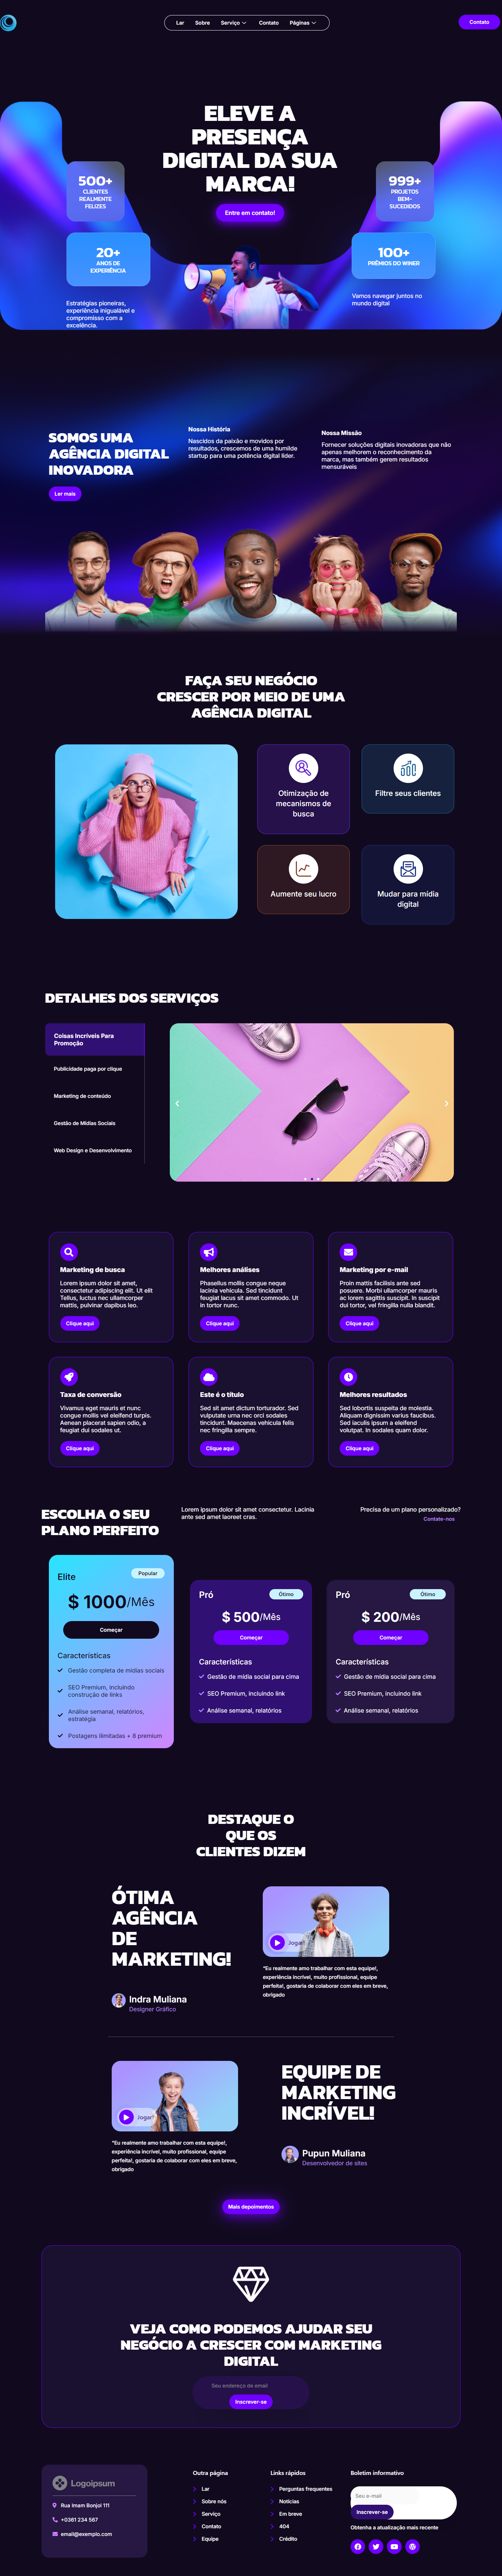 Lar
Sobre
Serviço
Contato
Páginas
Contato
ELEVE A
PRESENÇA
DIGITAL DA SUA
MARCA!
Entre em contato!
500+
CLIENTES
REALMENTE
FELIZES
999+
PROJETOS
BEM-
SUCEDIDOS
20+
ANOS DE
EXPERIÊNCIA
100+
PRÊMIOS DO WINER
Estratégias pioneiras,
experiência inigualável e
compromisso com a
excelência.
Vamos navegar juntos no
mundo digital
SOMOS UMA
AGÊNCIA DIGITAL
INOVADORA
Ler mais
Nossa História
Nascidos da paixão e movidos por
resultados, crescemos de uma humilde
startup para uma potência digital líder.
Nossa Missão
Fornecer soluções digitais inovadoras que não
apenas melhorem o reconhecimento da
marca, mas também gerem resultados
mensuráveis
FAÇA SEU NEGÓCIO
CRESCER POR MEIO DE UMA
AGÊNCIA DIGITAL
Otimização de
mecanismos de
busca
Filtre seus clientes
Aumente seu lucro
Mudar para mídia
digital
DETALHES DOS SERVIÇOS
Coisas Incríveis Para
Promoção
Publicidade paga por clique
Marketing de conteúdo
Gestão de Mídias Sociais
Web Design e Desenvolvimento
Marketing de busca
Lorem ipsum dolor sit amet,
consectetur adipiscing elit. Ut elit
Tellus, luctus nec ullamcorper
mattis, pulvinar dapibus leo.
Clique aqui
Melhores análises
Phasellus mollis congue neque
lacinia vehicula. Sed tincidunt
feugiat lacus sit amet commodo. Ut
in tortor nunc.
Clique aqui
Marketing por e-mail
Proin mattis facilisis ante sed
posuere. Morbi ullamcorper mauris
ac lorem sagittis suscipit. In suscipit
dui tortor, vel fringilla nulla blandit.
Clique aqui
Taxa de conversão
Vivamus eget mauris et nunc
congue mollis vel eleifend turpis.
Aenean placerat sapien odio, a
feugiat dui sodales ut.
Clique aqui
Este é o título
Sed sit amet dictum torturador. Sed
vulputate urna nec orci sodales
tincidunt. Maecenas vehicula felis
nec fringilla sempre.
Clique aqui
Melhores resultados
Sed lobortis suspeita de molestia.
Aliquam dignissim varius faucibus.
Sed iaculis ipsum a eleifend
volutpat. In sodales quam dolor.
Clique aqui
ESCOLHA O SEU
PLANO PERFEITO
Lorem ipsum dolor sit amet consectetur. Lacinia
ante sed amet laoreet cras.
Precisa de um plano personalizado?
Contate-nos
Elite
Popular
$ 1000/Mês
Começar
Características
Gestão completa de mídias sociais
SEO Premium, incluindo
construção de links
Análise semanal, relatórios,
estratégia
Postagens ilimitadas + 8 premium
Pró
Ótimo
$ 500/Mês
Começar
Características
Gestão de mídia social para cima
SEO Premium, incluindo link
Análise semanal, relatórios
Pró
Ótimo
$ 200/Mês
Começar
Características
Gestão de mídia social para cima
SEO Premium, incluindo link
Análise semanal, relatórios
DESTAQUE O
QUE OS
CLIENTES DIZEM
ÓTIMA
AGÊNCIA
DE
MARKETING!
Indra Muliana
Designer Gráfico
Jogar!
"Eu realmente amo trabalhar com esta equipe!,
experiência incrível, muito profissional, equipe
perfeita!, gostaria de colaborar com eles em breve,
obrigado
Jogar!
"Eu realmente amo trabalhar com esta equipe!,
experiência incrível, muito profissional, equipe
perfeita!, gostaria de colaborar com eles em breve,
obrigado
EQUIPE DE
MARKETING
INCRÍVEL!
Pupun Muliana
Desenvolvedor de sites
Mais depoimentos
VEJA COMO PODEMOS AJUDAR SEU
NEGÓCIO A CRESCER COM MARKETING
DIGITAL
Seu endereço de email
Inscrever-se
Logoipsum
Rua Imam Bonjol 111
+0361 234 567
email@exemplo.com
Outra página
Lar
Sobre nós
Serviço
Contato
Equipe
Links rápidos
Perguntas frequentes
Notícias
Em breve
404
Crédito
Boletim informativo
Seu e-mail
Inscrever-se
Obtenha a atualização mais recente